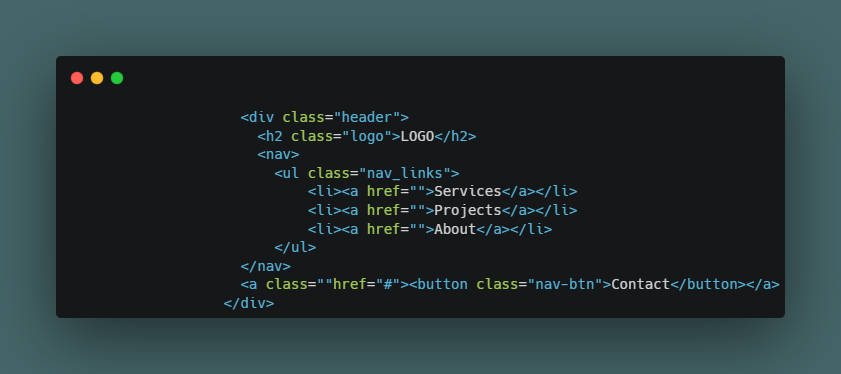 <div class="header">
<h2 class="logo">LOGO</h2>
<nav>
<ul class="nav_links">
<li><a href="">Services</a></li>
<li><a href="">Projects</a></li>
<li><a href="">About</a></li>
</ul>
</nav>
<a class=""href="#"><button class="nav-btn">Contact</button></a>
</div>